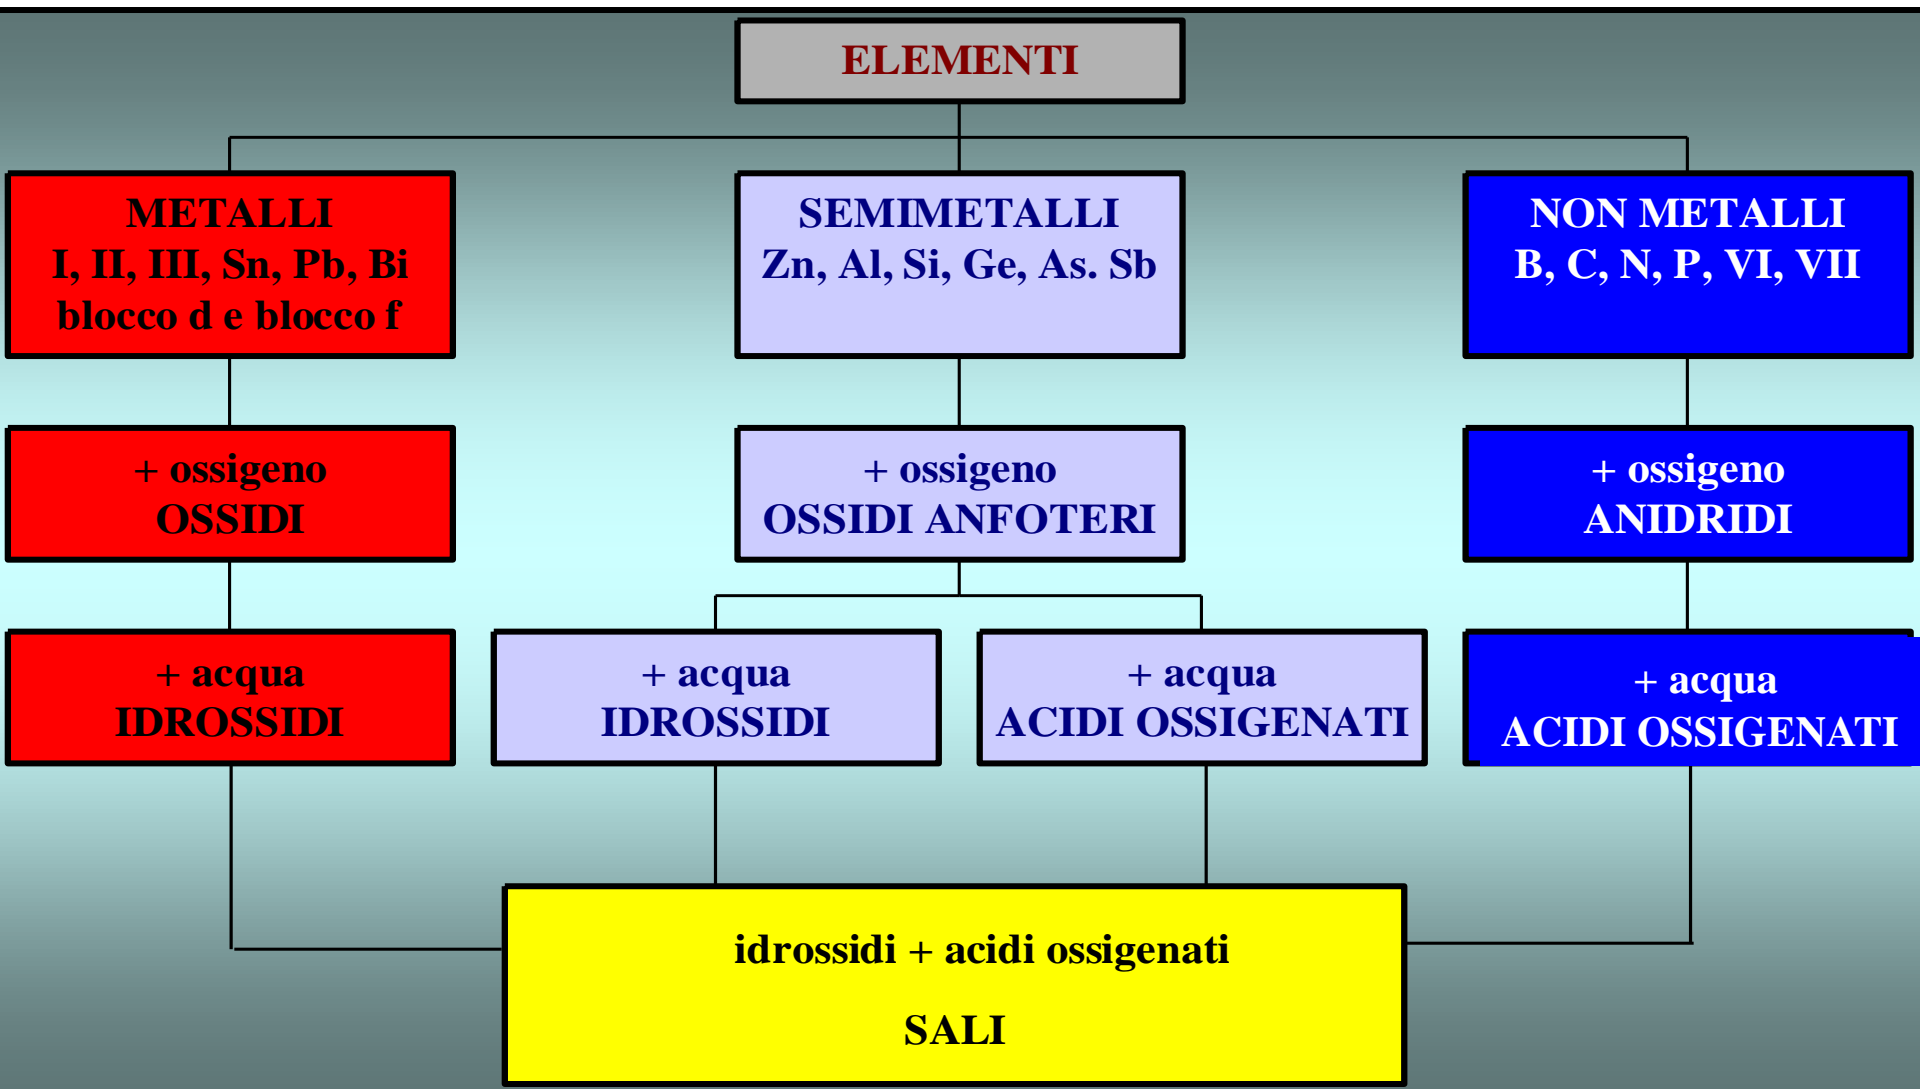 ELEMENTI
METALLI
I, II, III, Sn, Pb, Bi
blocco d e blocco f
SEMIMETALLI
Zn, Al, Si, Ge, As. Sb
NON METALLI
B, C, N, P, VI, VII
+ ossigeno
OSSIDI
+ ossigeno
OSSIDI ANFOTERI
+ ossigeno
ANIDRIDI
+ acqua
IDROSSIDI
+ acqua
IDROSSIDI
+ acqua
ACIDI OSSIGENATI
+ acqua
ACIDI OSSIGENATI
idrossidi + acidi ossigenati
SALI